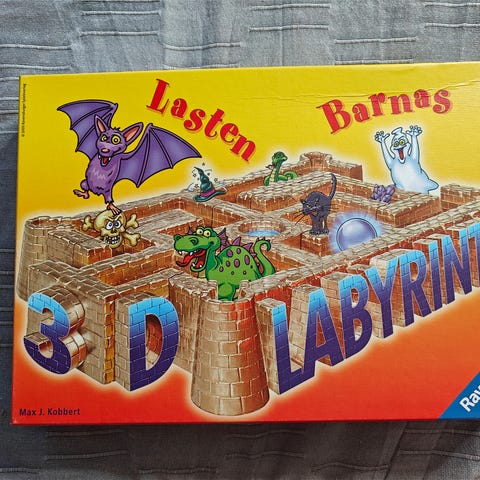 Lasten Barnas
3D LABYRINT
Max J. Kobbert
Rav